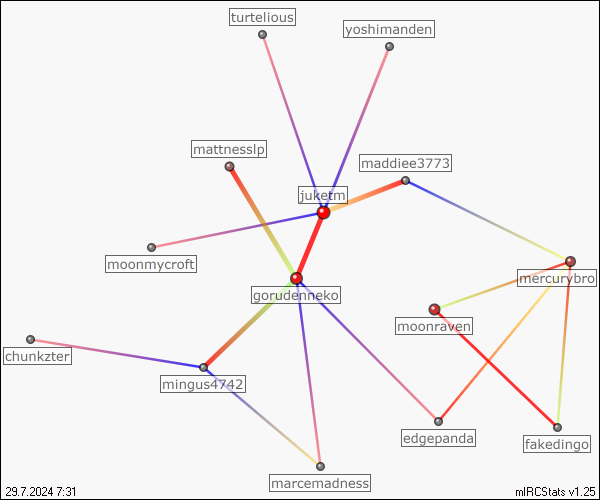 turtelious
yoshimanden
mattnesslp
maddiee3773
juketm
moonmycroft
mercurybro
gorudenneko
moonraven
chunkzter
mingus4742
edgepanda
fakedingo
marcemadness
29.7.2024 7:31
mIRCStats v1.25